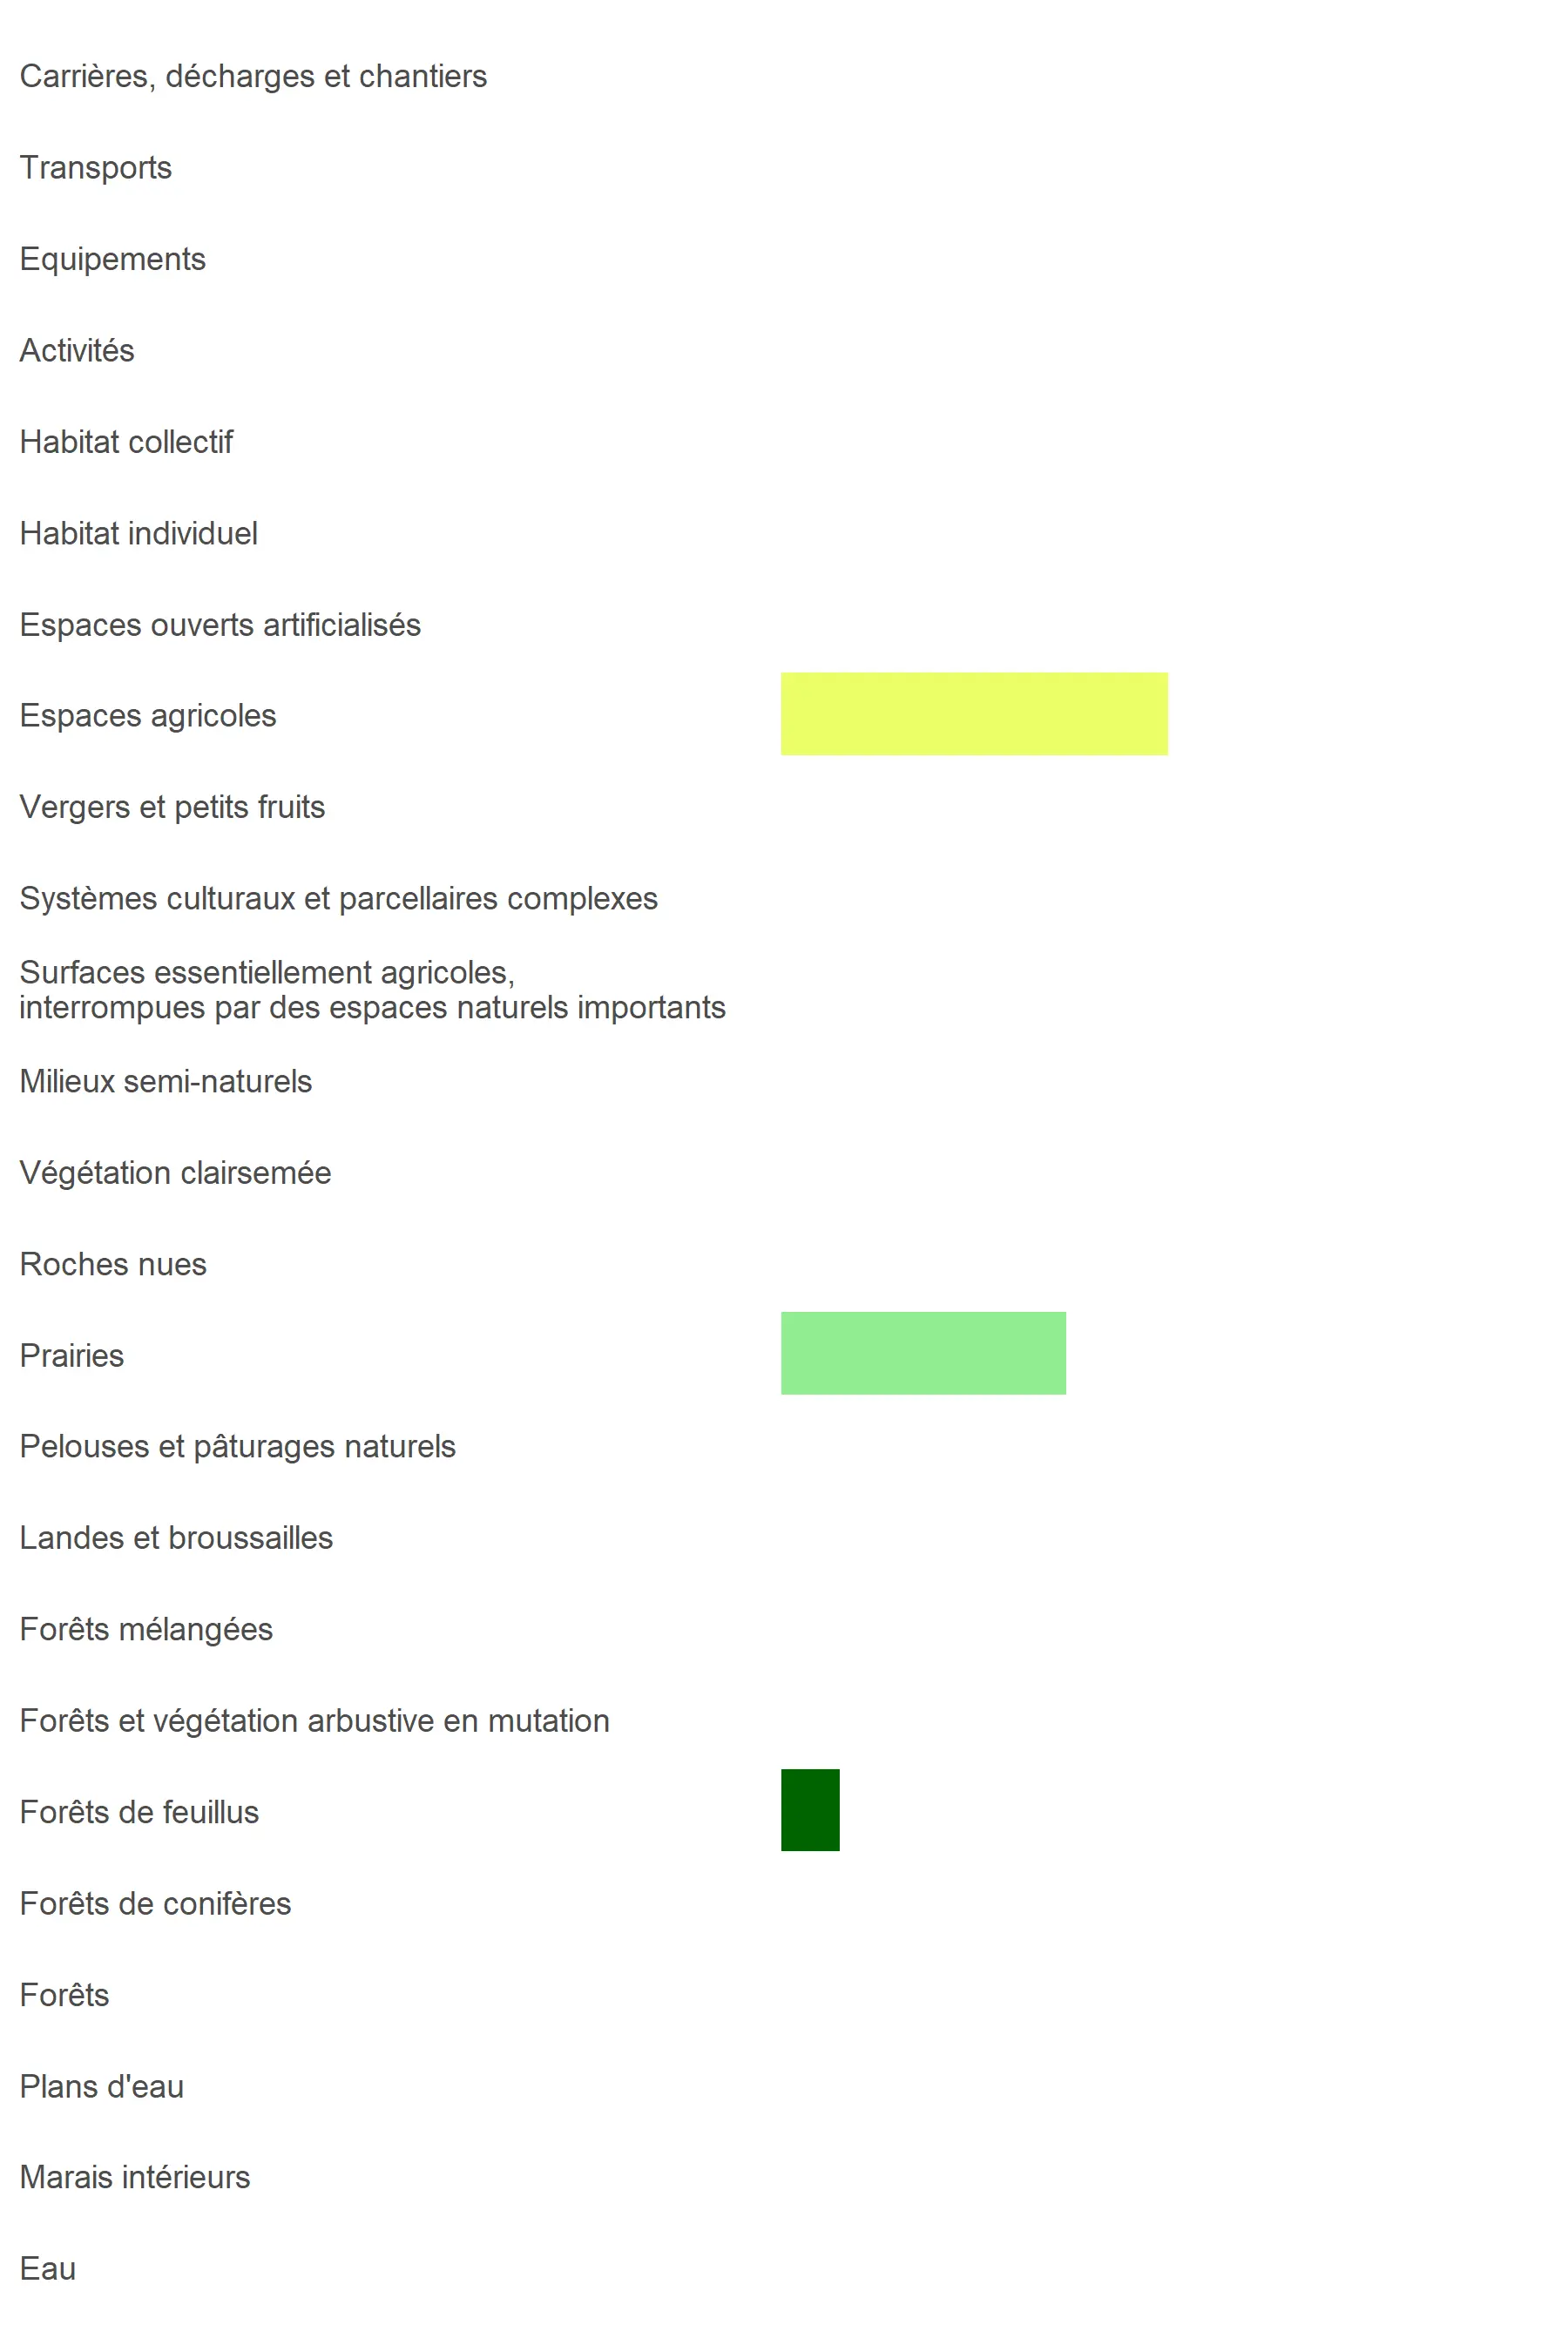 Carrières, décharges et chantiers
Transports
Equipements
Activités
Habitat collectif
Habitat individuel
Espaces ouverts artificialisés
Espaces agricoles
Vergers et petits fruits
Systèmes culturaux et parcellaires complexes
Surfaces essentiellement agricoles,
interrompues par des espaces naturels importants
Milieux semi-naturels
Végétation clairsemée
Roches nues
Prairies
Pelouses et pâturages naturels
Landes et broussailles
Forêts mélangées
Forêts et végétation arbustive en mutation
Forêts de feuillus
Forêts de conifères
Forêts
Plans d'eau
Marais intérieurs
Eau